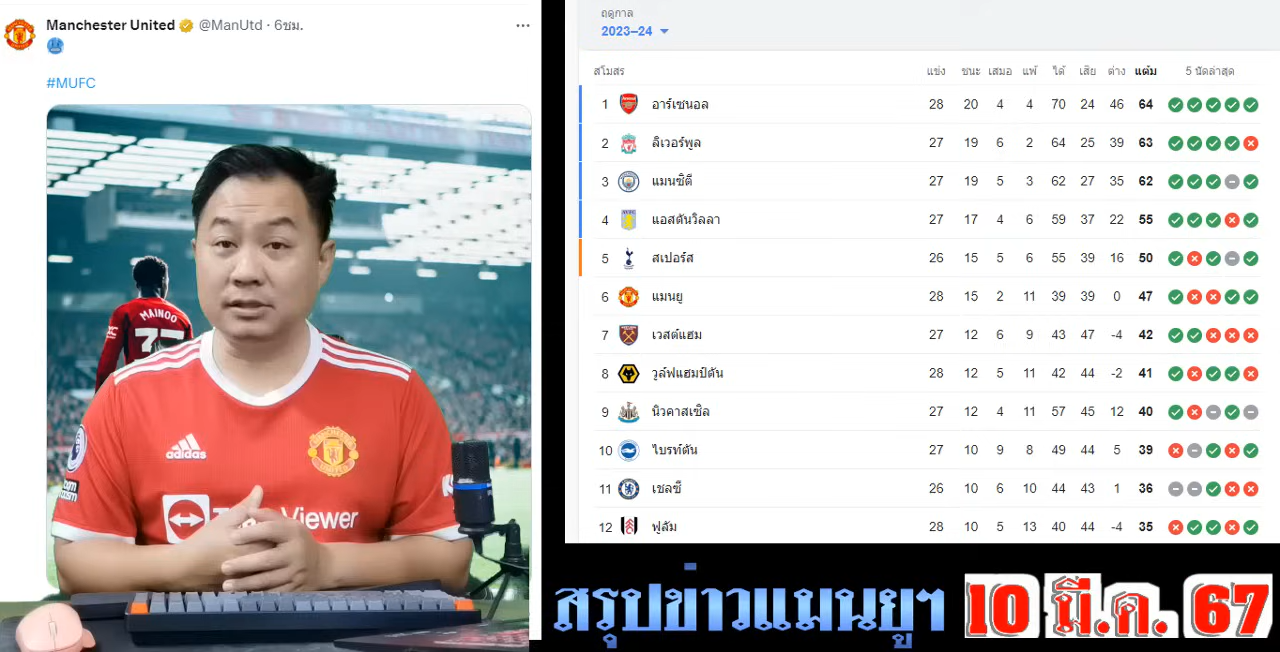 Manchester United @ManUtd · 6ชม.
#MUFC
MAINOO
adidas
TeamViewer
ฤดูกาล
2023–24
สโมสร แข่ง ชนะ เสมอ แพ้ ได้ เสีย ต่าง แต้ม 5 นัดล่าสุด
1 อาร์เซนอล 28 20 4 4 70 24 46 64
2 ลิเวอร์พูล 27 19 6 2 64 25 39 63
3 แมนซิตี 27 19 5 3 62 27 35 62
4 แอสตันวิลลา 27 17 4 6 59 37 22 55
5 สเปอร์ส 26 15 5 6 55 39 16 50
6 แมนยู 28 15 2 11 39 39 0 47
7 เวสต์แฮม 27 12 6 9 43 47 -4 42
8 วูล์ฟแฮมป์ตัน 28 12 5 11 42 44 -2 41
9 นิวคาสเซิล 27 12 4 11 57 45 12 40
10 ไบรท์ตัน 27 10 9 8 49 44 5 39
11 เชลซี 26 10 6 10 44 43 1 36
12 ฟูลัม 28 10 5 13 40 44 -4 35
สรุปข่าวแมนยูฯ 10 มี.ค. 67